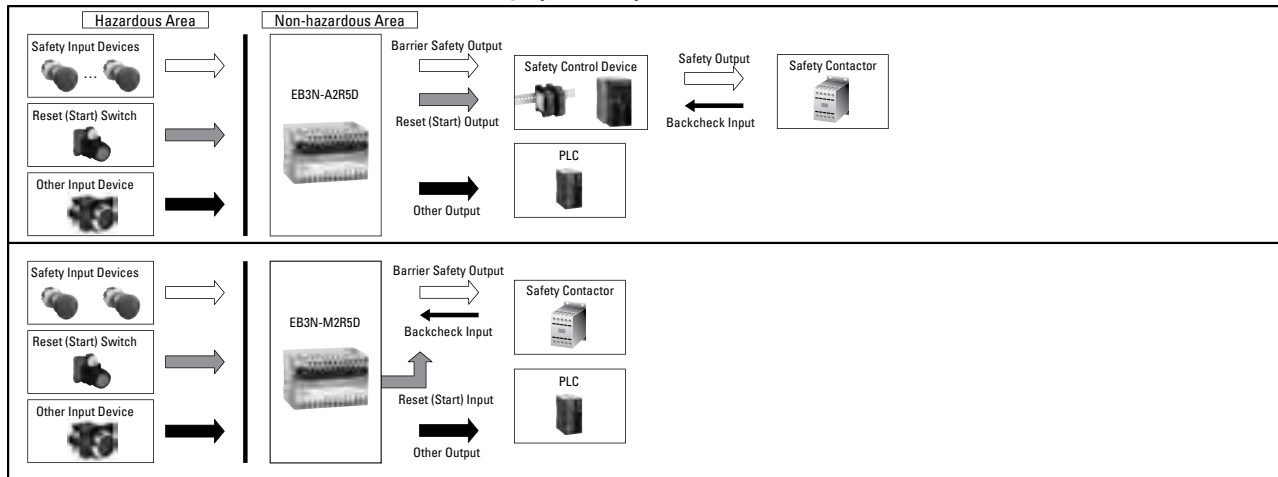 Hazardous Area
Non-hazardous Area
Safety Input Devices
...
Reset (Start) Switch
Other Input Device
EB3N-A2R5D
Barrier Safety Output
Reset (Start) Output
Other Output
Safety Control Device
PLC
Safety Output
Backcheck Input
Safety Contactor
Safety Input Devices
Reset (Start) Switch
Other Input Device
EB3N-M2R5D
Barrier Safety Output
Backcheck Input
Reset (Start) Input
Other Output
Safety Contactor
PLC